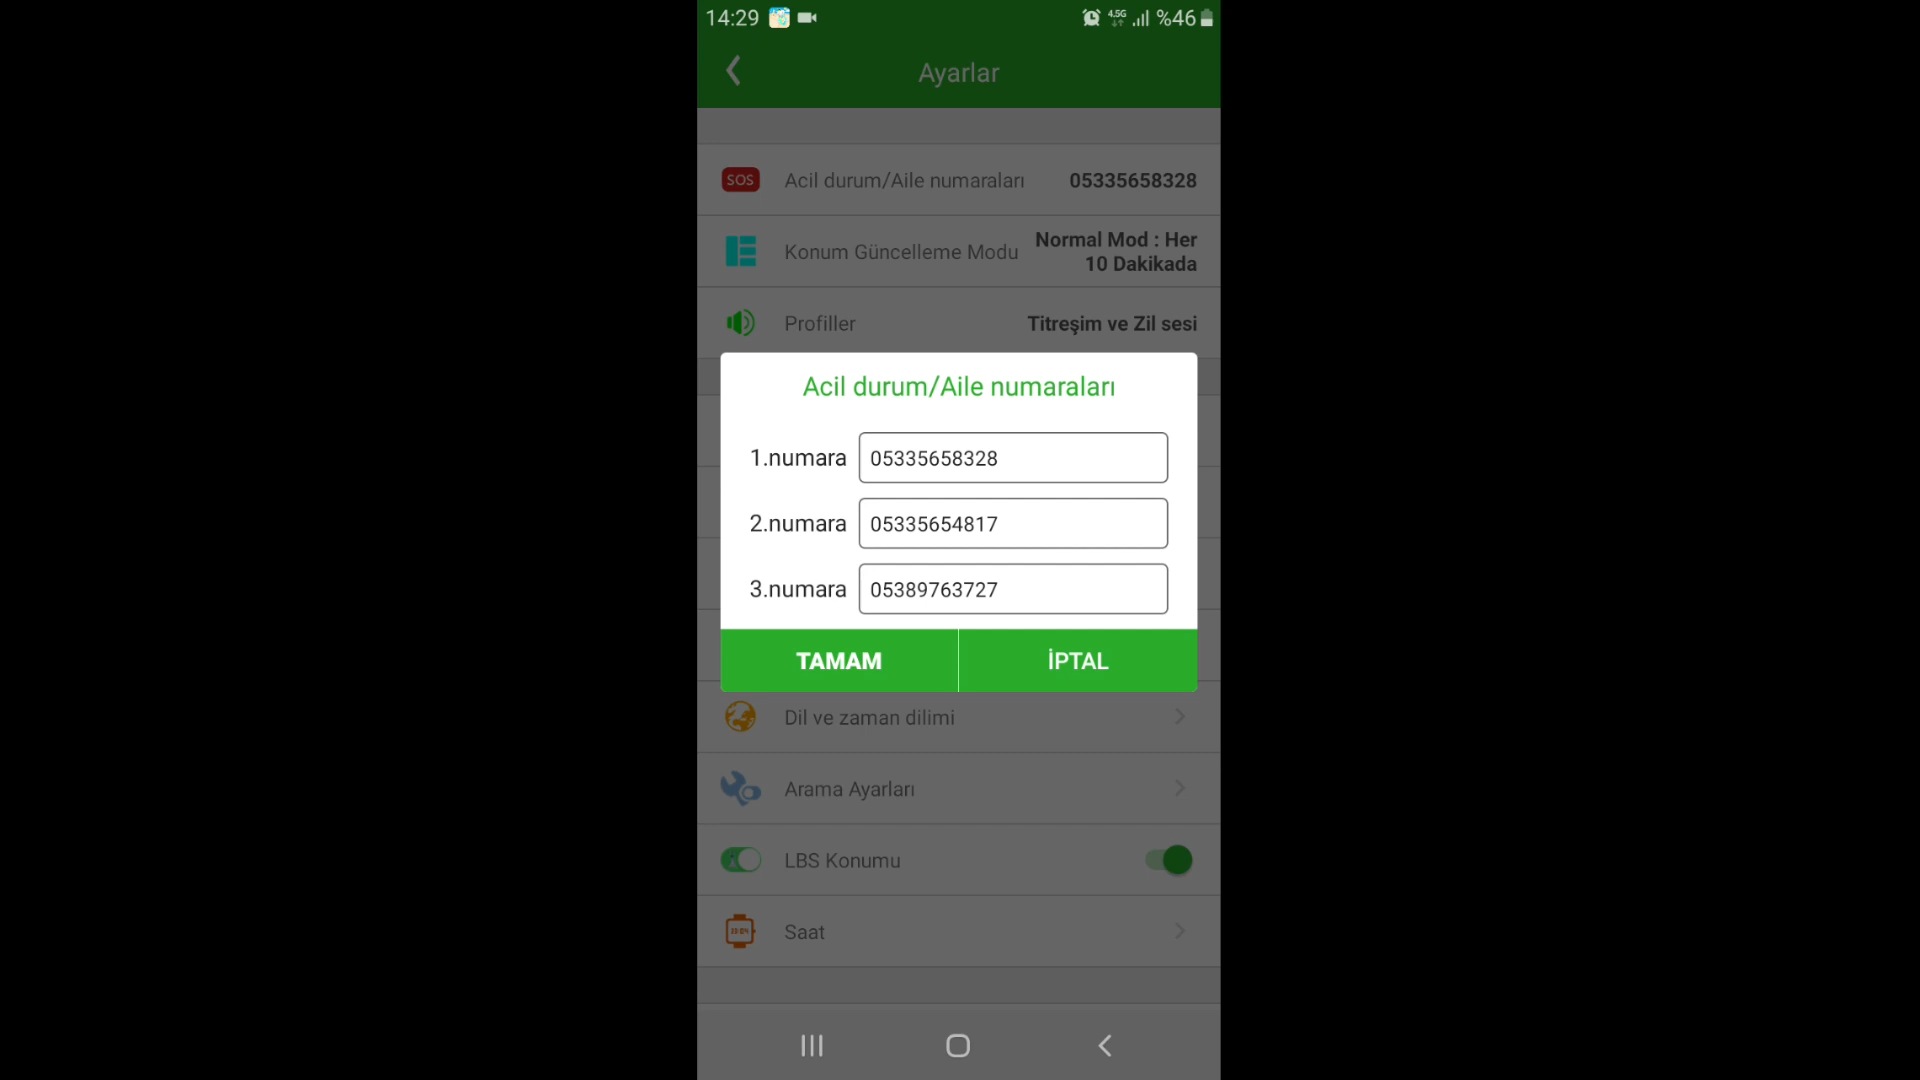 14:29 4.5G %46
Ayarlar
SOS Acil durum/Aile numaraları 05335658328
Konum Güncelleme Modu Normal Mod : Her
10 Dakikada
Profiller Titreşim ve Zil sesi
Acil durum/Aile numaraları
1.numara 05335658328
2.numara 05335654817
3.numara 05389763727
TAMAM İPTAL
Dil ve zaman dilimi
Arama Ayarları
LBS Konumu
Saat